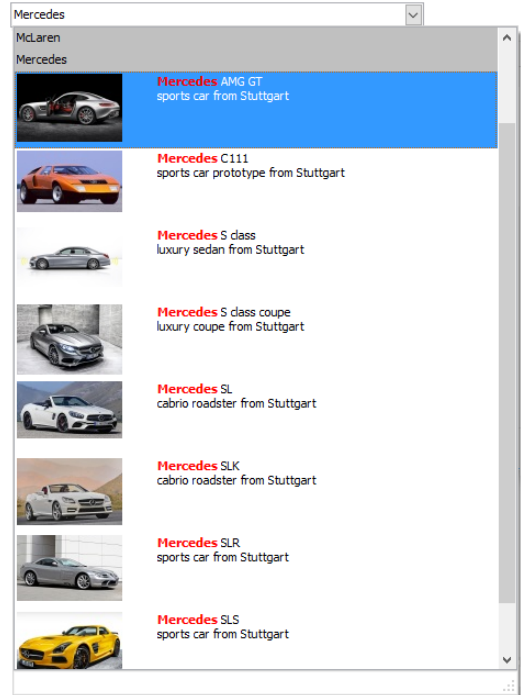 Mercedes
McLaren
Mercedes
Mercedes AMG GT
sports car from Stuttgart
Mercedes C111
sports car prototype from Stuttgart
Mercedes S class
luxury sedan from Stuttgart
Mercedes S class coupe
luxury coupe from Stuttgart
Mercedes SL
cabrio roadster from Stuttgart
Mercedes SLK
cabrio roadster from Stuttgart
Mercedes SLR
sports car from Stuttgart
Mercedes SLS
sports car from Stuttgart